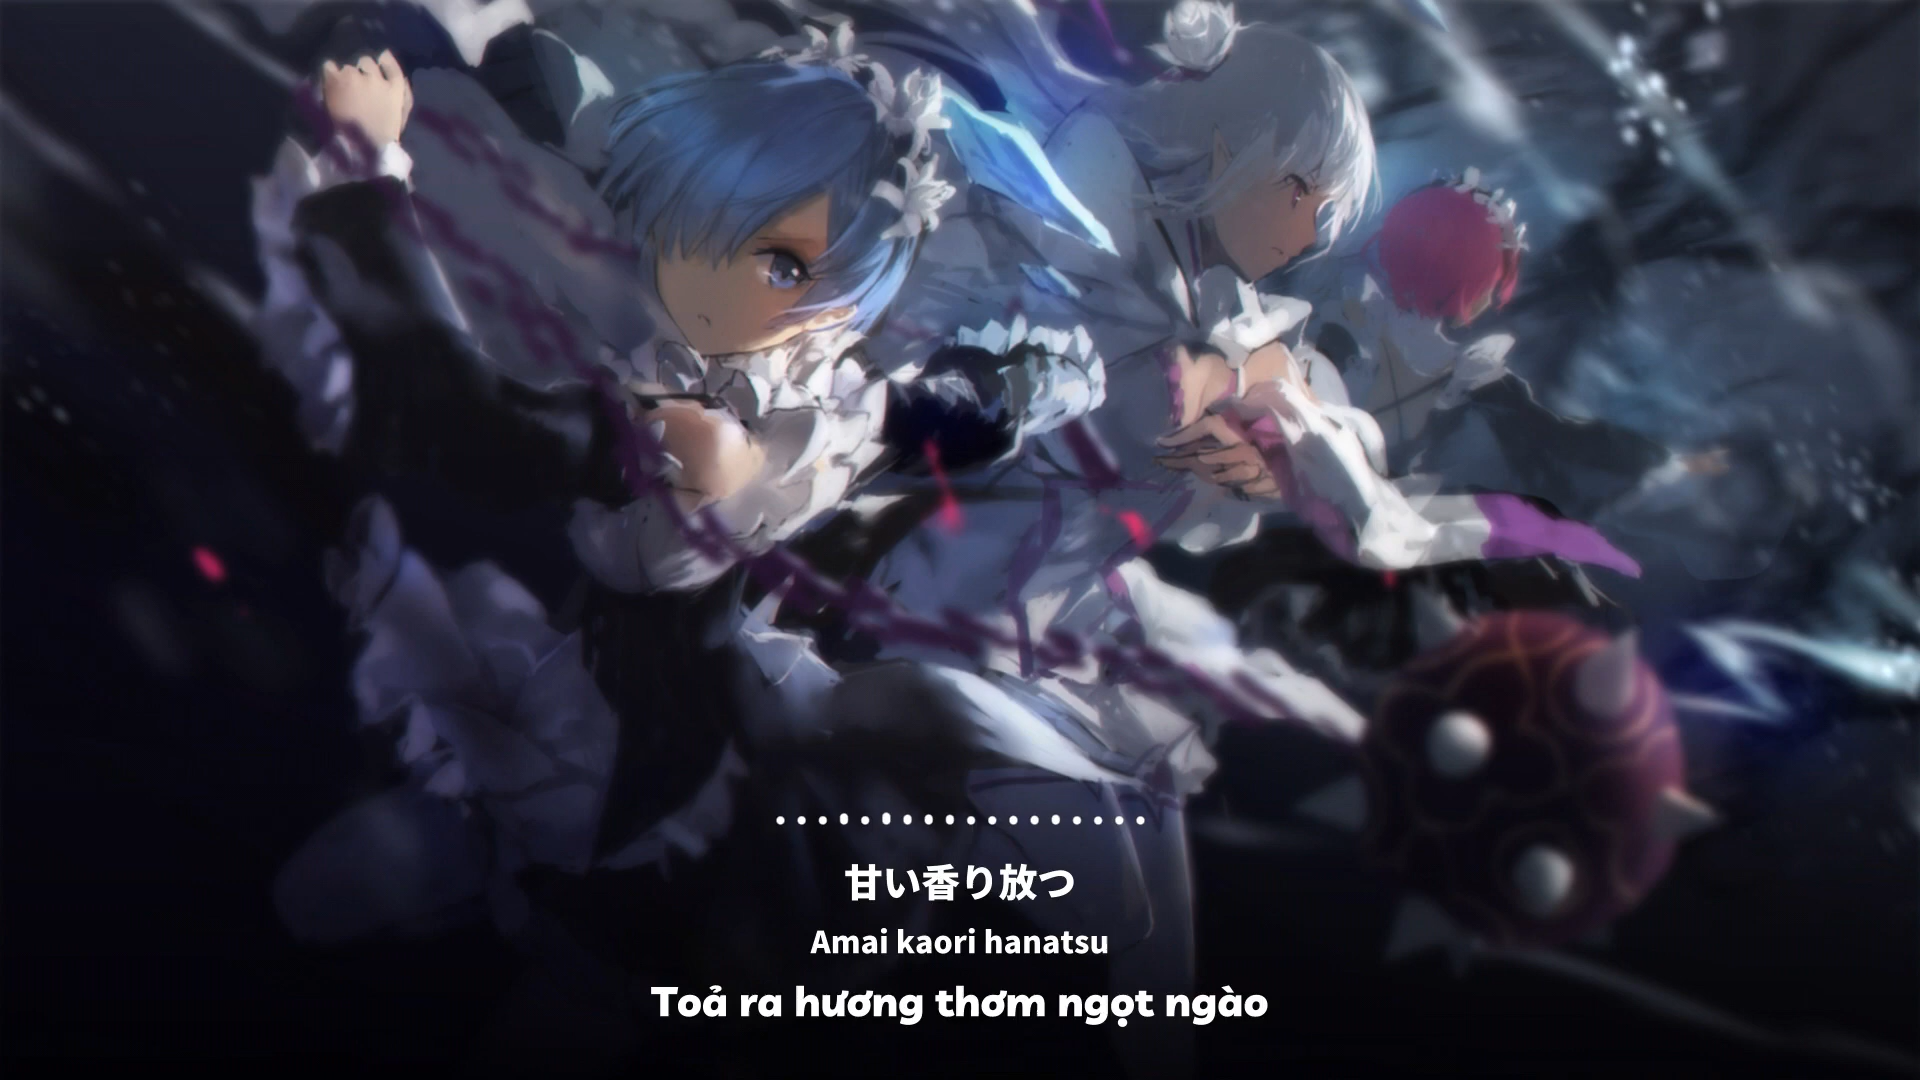 甘い香り放つ
Amai kaori hanatsu
Toả ra hương thơm ngọt ngào